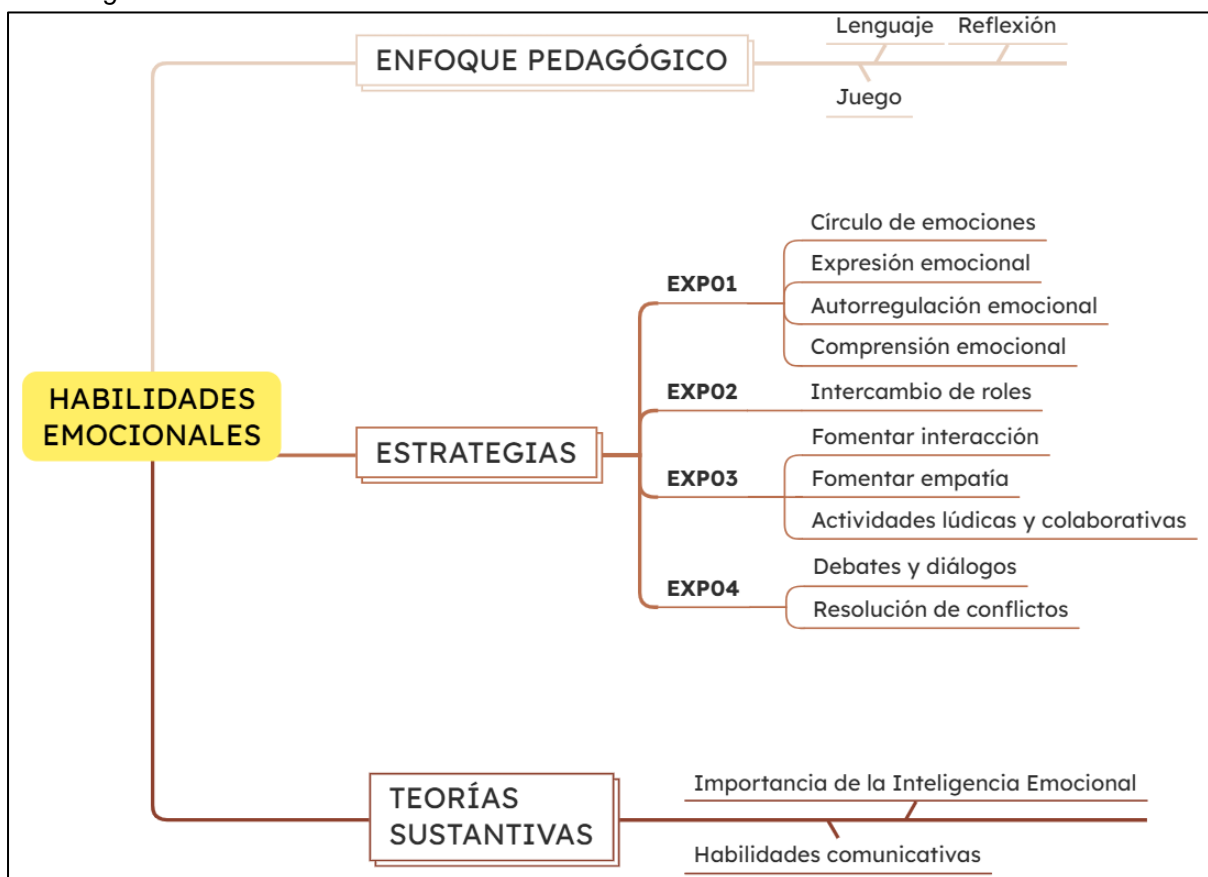 Lenguaje Reflexión
ENFOQUE PEDAGÓGICO
Juego
Círculo de emociones
EXP01
Expresión emocional
Autorregulación emocional
Comprensión emocional
HABILIDADES
EMOCIONALES
ESTRATEGIAS
EXP02
Intercambio de roles
EXP03
Fomentar interacción
Fomentar empatía
Actividades lúdicas y colaborativas
EXP04
Debates y diálogos
Resolución de conflictos
TEORÍAS
SUSTANTIVAS
Importancia de la Inteligencia Emocional
Habilidades comunicativas